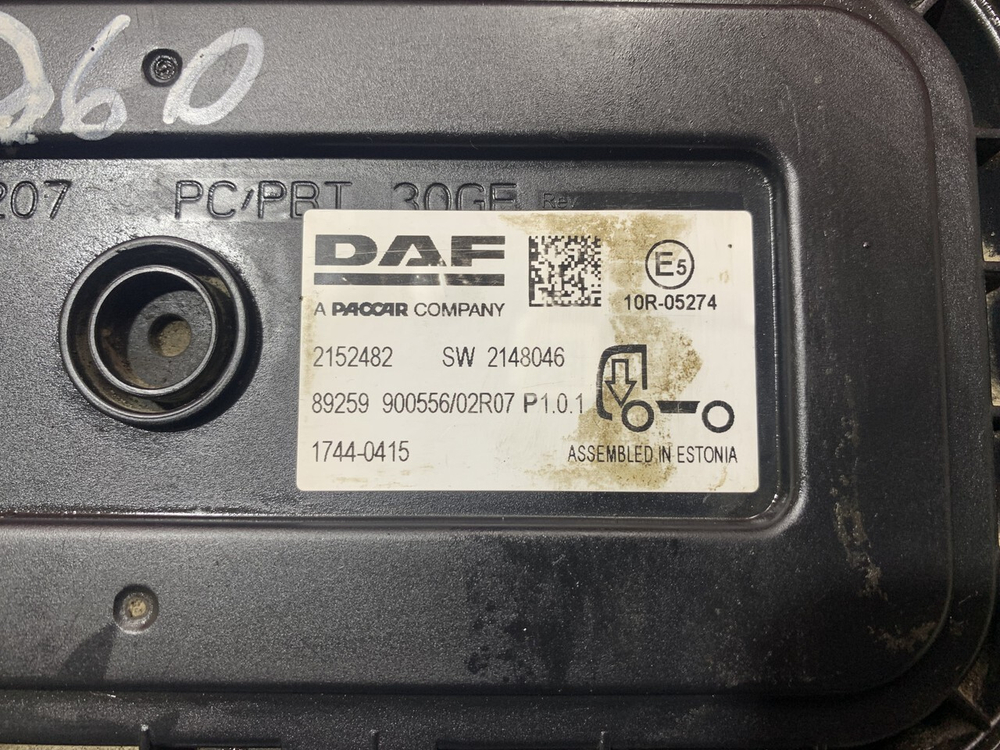 260
207 PC/PBT 30GF Rev
DAF
A PACCAR COMPANY
E5
10R-05274
2152482 SW 2148046
89259 900556/02R07 P1.0.1
1744-0415
ASSEMBLED IN ESTONIA